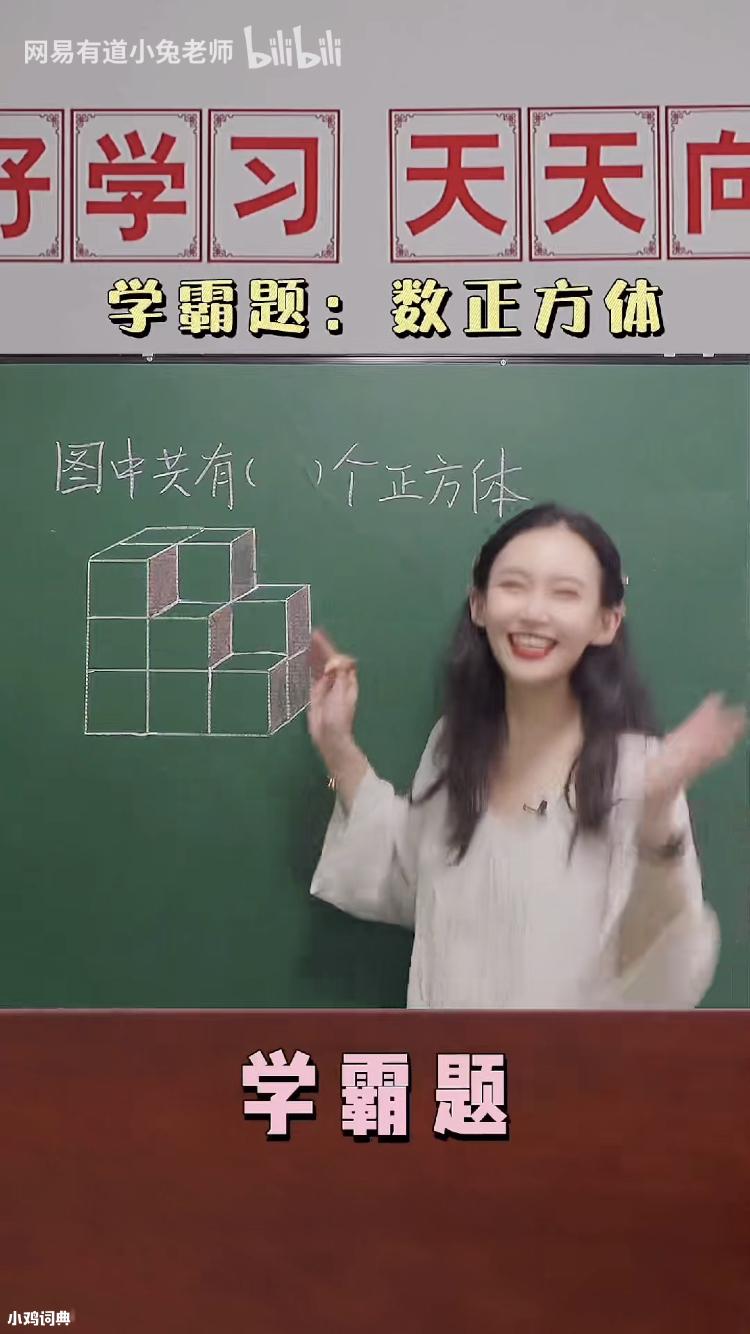 网易有道小兔老师 bilibili
好学习 天天向
学霸题：数正方体
图中共有( )个正方体
学霸题
小鸡词典